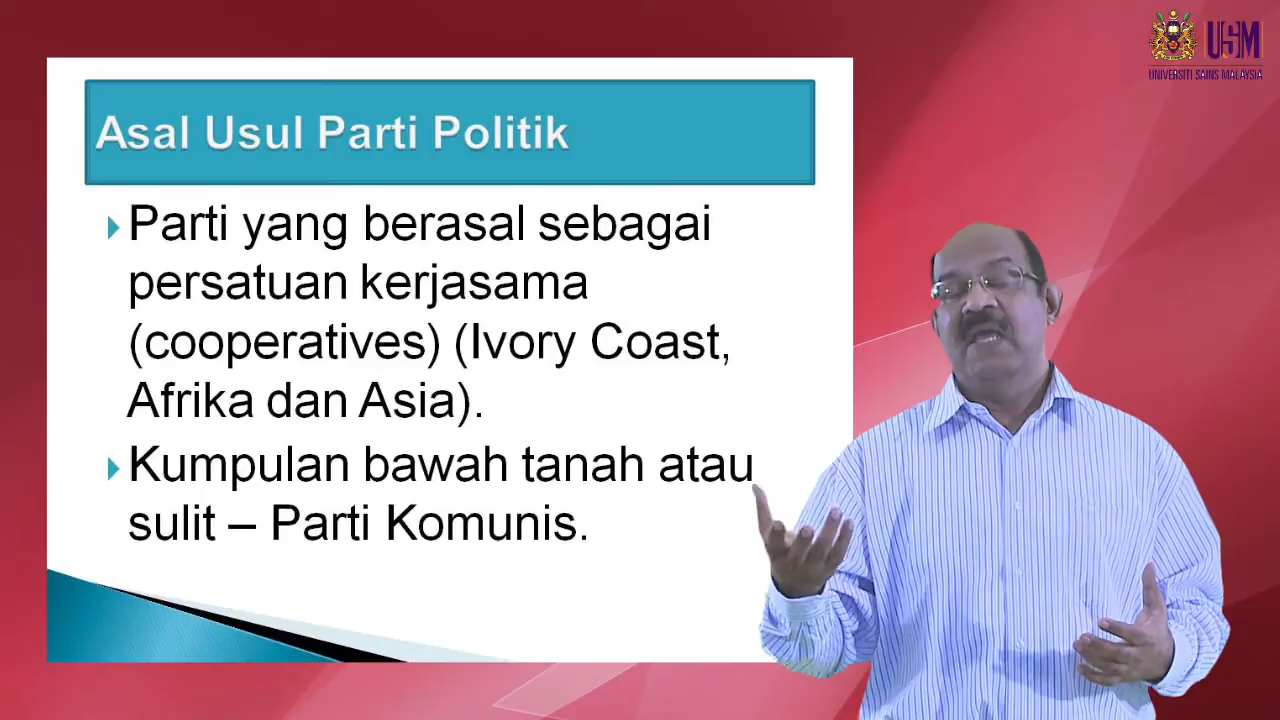 USM
UNIVERSITI SAINS MALAYSIA
Asal Usul Parti Politik
Parti yang berasal sebagai
persatuan kerjasama
(cooperatives) (Ivory Coast,
Afrika dan Asia).
Kumpulan bawah tanah atau
sulit – Parti Komunis.